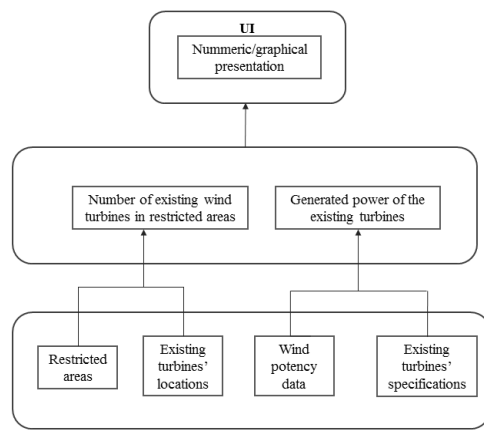 UI
Nummeric/graphical
presentation
Number of existing wind
turbines in restricted areas
Generated power of the
existing turbines
Restricted
areas
Existing
turbines’
locations
Wind
potency
data
Existing
turbines’
specifications